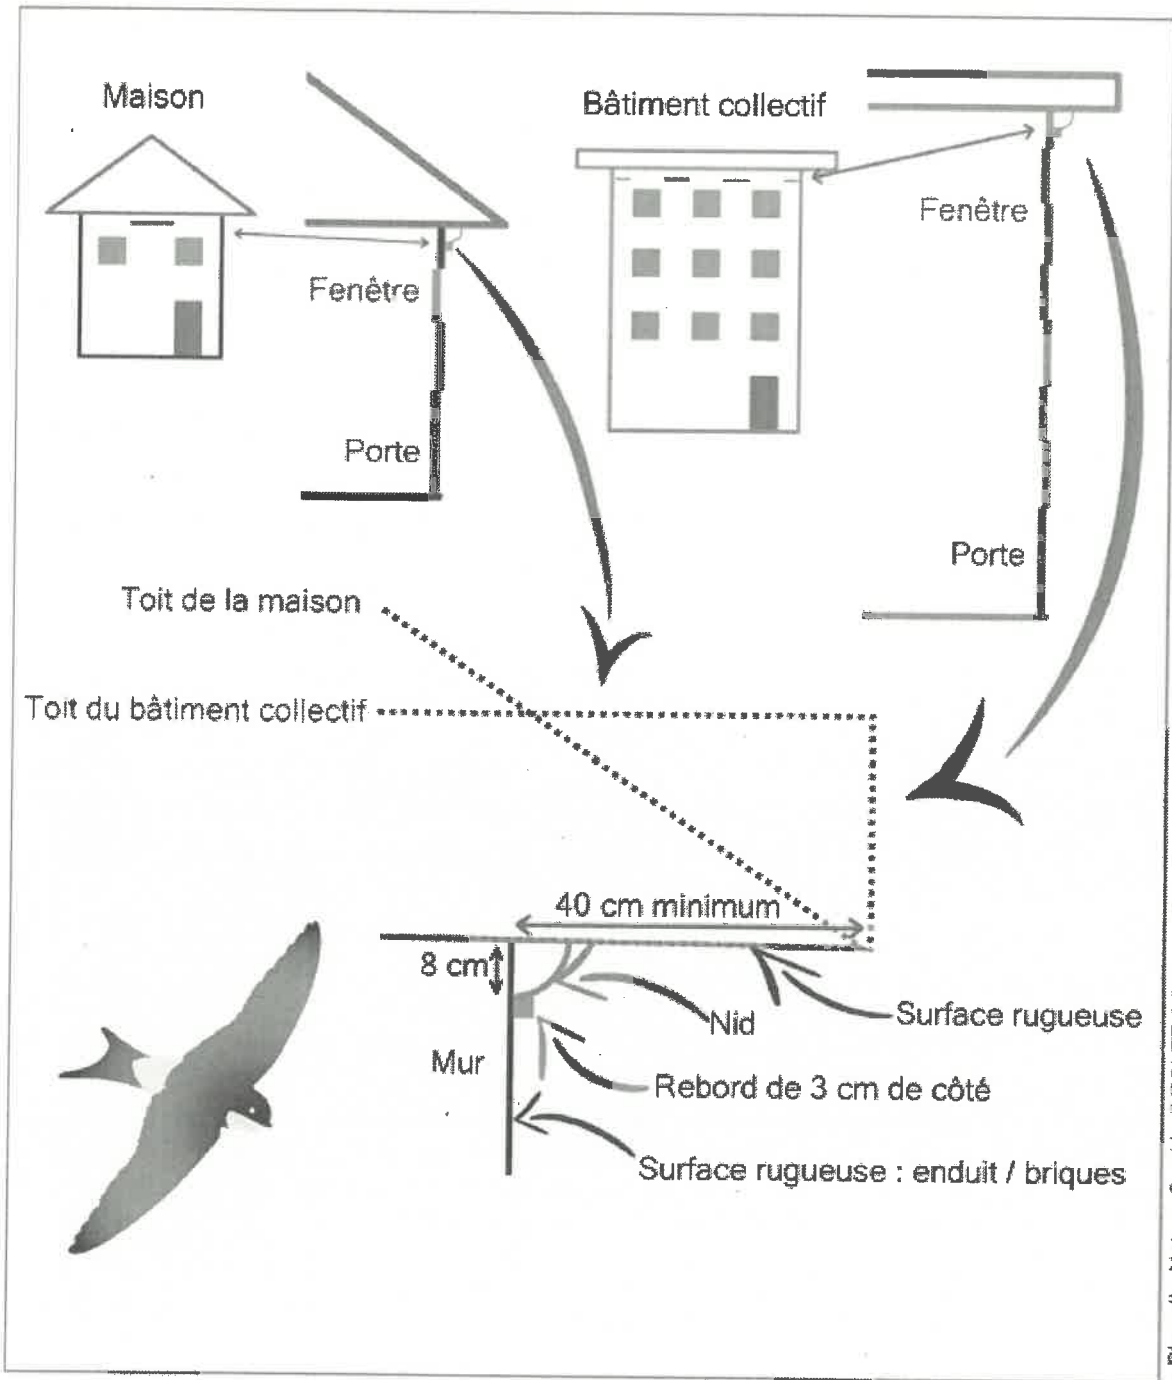 Maison
Bâtiment collectif
Fenêtre
Fenêtre
Porte
Porte
Toit de la maison
Toit du bâtiment collectif
40 cm minimum
8 cm
Nid
Surface rugueuse
Mur
Rebord de 3 cm de côté
Surface rugueuse : enduit / briques